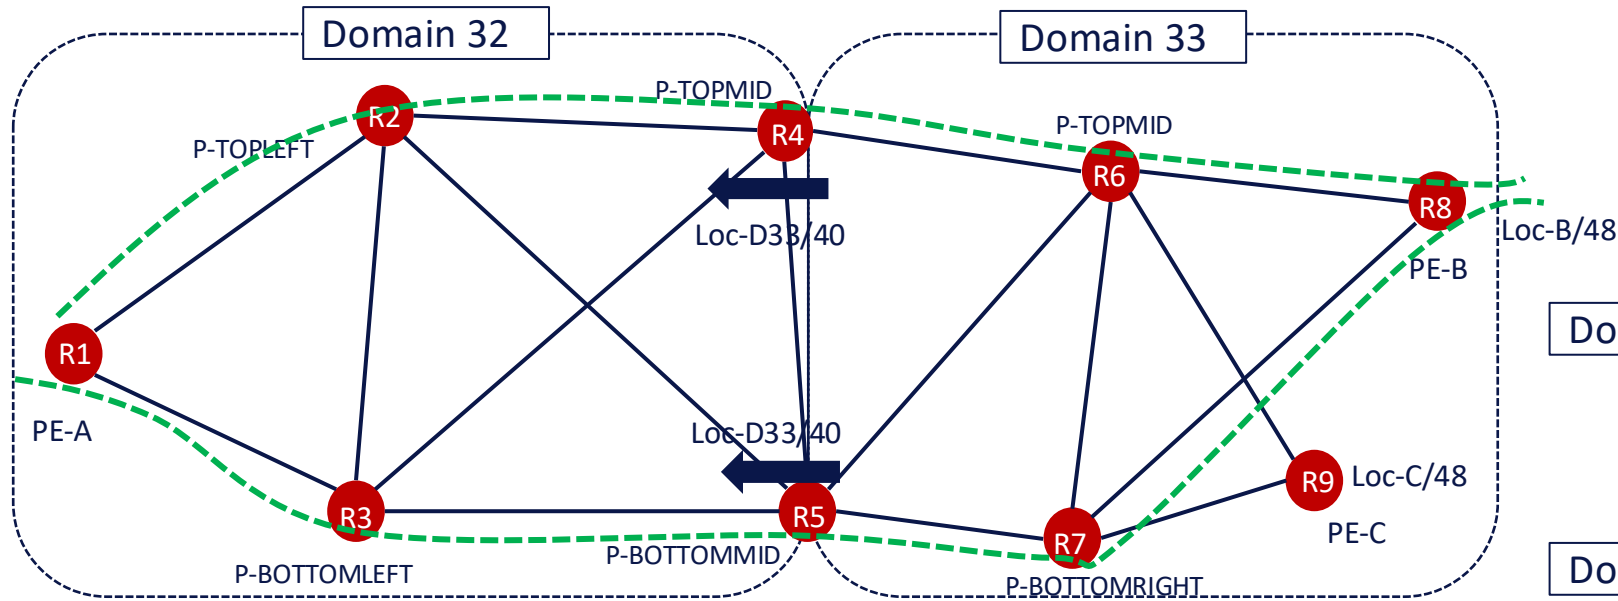 Domain 32
Domain 33
P-TOPMID
R2
P-TOPLEFT
R4
P-TOPMID
R6
R8
Loc-D33/40
Loc-B/48
PE-B
R1
Do
PE-A
Loc-D33/40
R9
Loc-C/48
R3
R5
PE-C
R7
P-BOTTOMMID
Do
P-BOTTOMLEFT
P-BOTTOMRIGHT